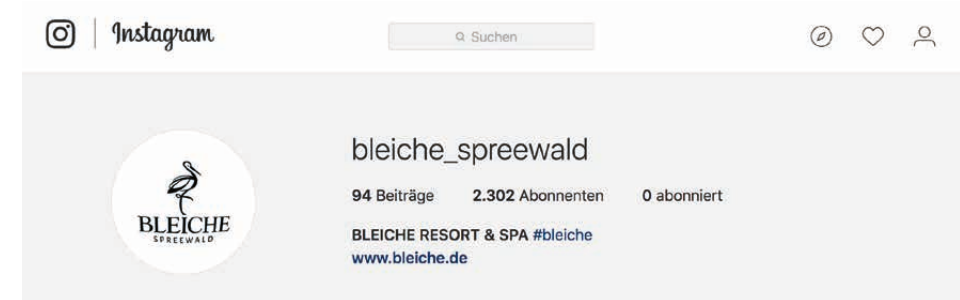 Instagram
Suchen
bleiche_spreewald
94 Beiträge 2.302 Abonnenten 0 abonniert
BLEICHE
SPREEWALD
BLEICHE RESORT & SPA #bleiche
www.bleiche.de